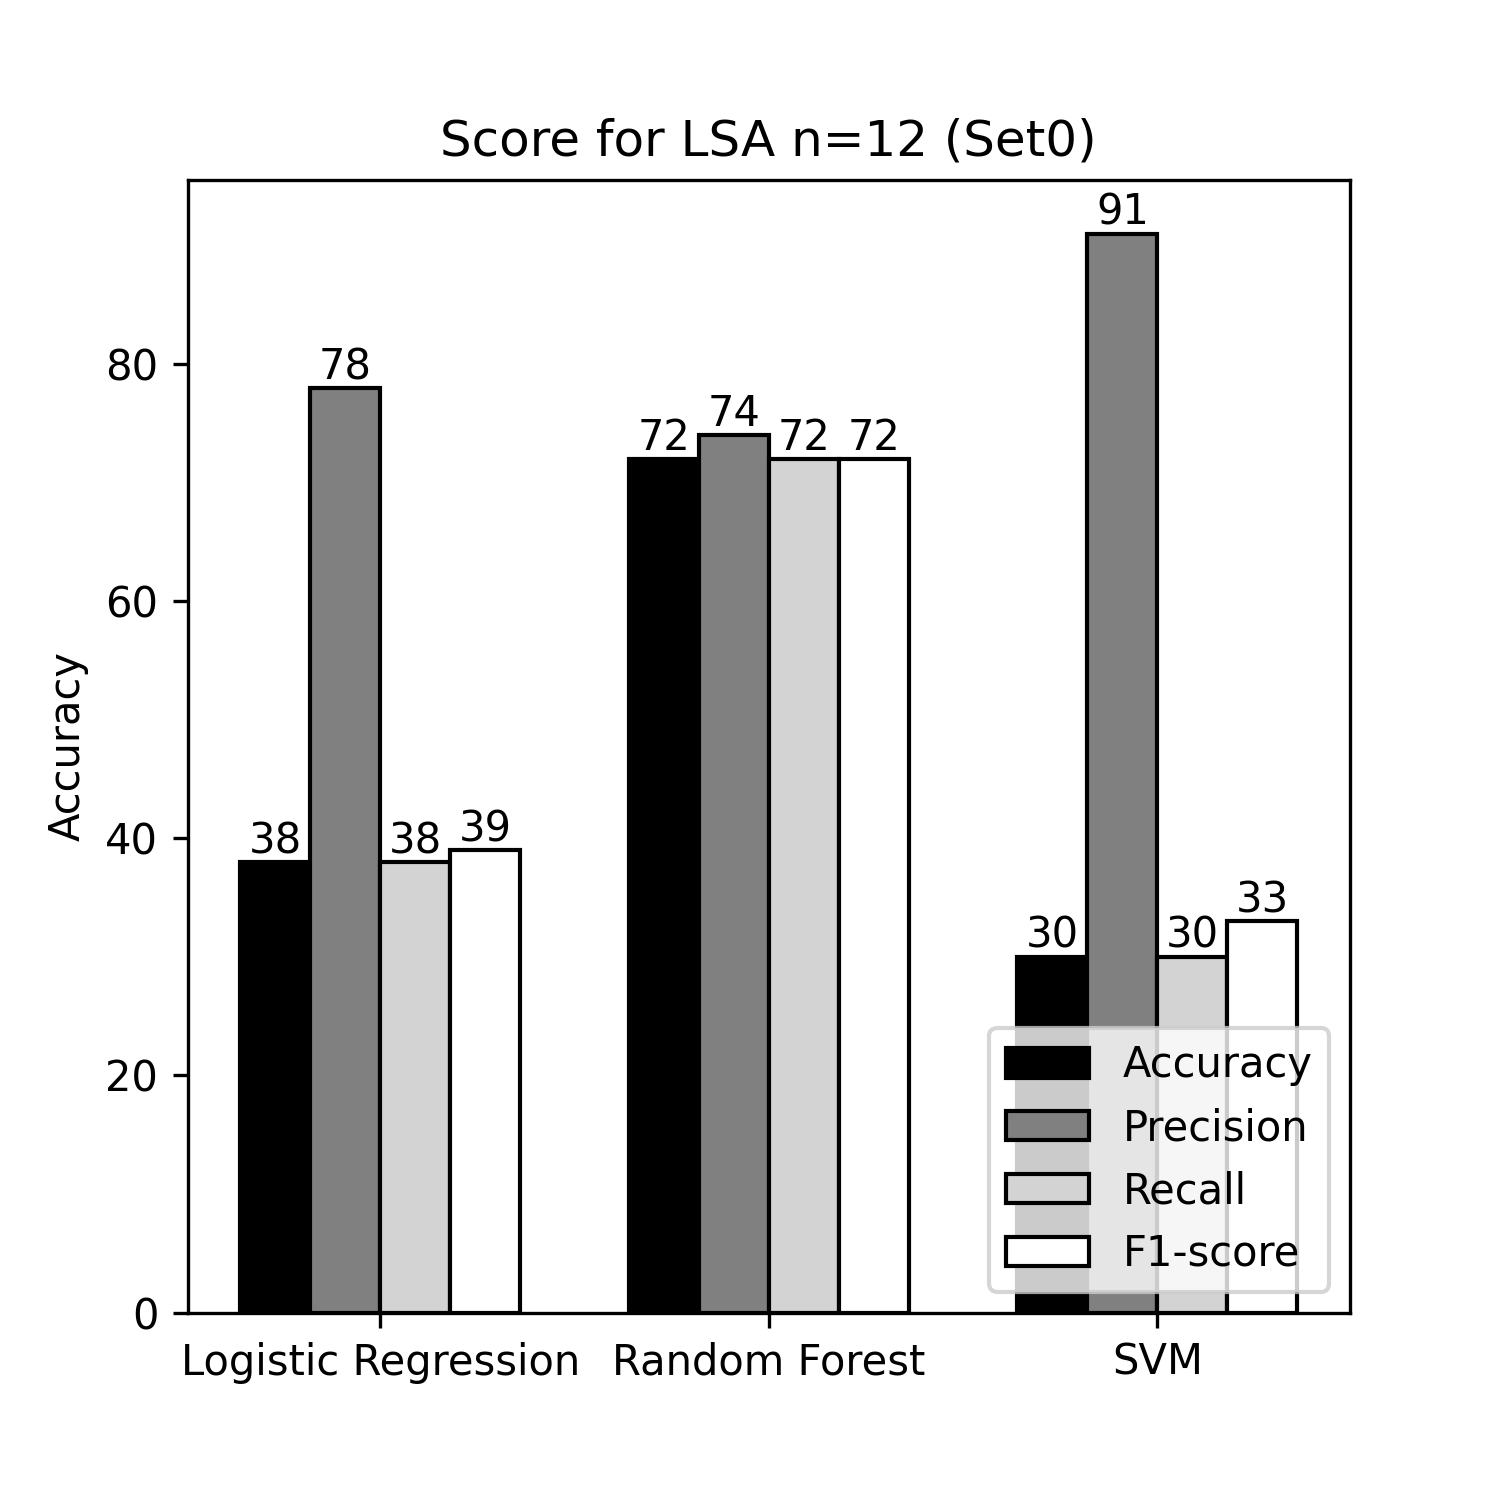 Score for LSA n=12 (Set0)
Accuracy
80
60
40
20
0
38
78
38
39
72
74
72
72
30
91
30
33
Accuracy
Precision
Recall
F1-score
Logistic Regression
Random Forest
SVM